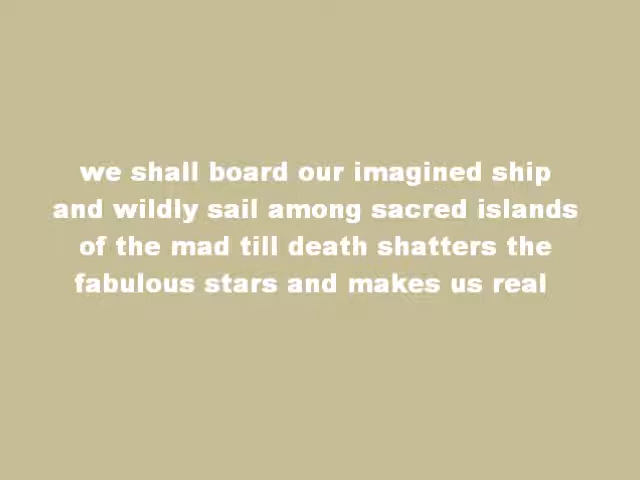 we shall board our imagined ship
and wildly sail among sacred islands
of the mad till death shatters the
fabulous stars and makes us real